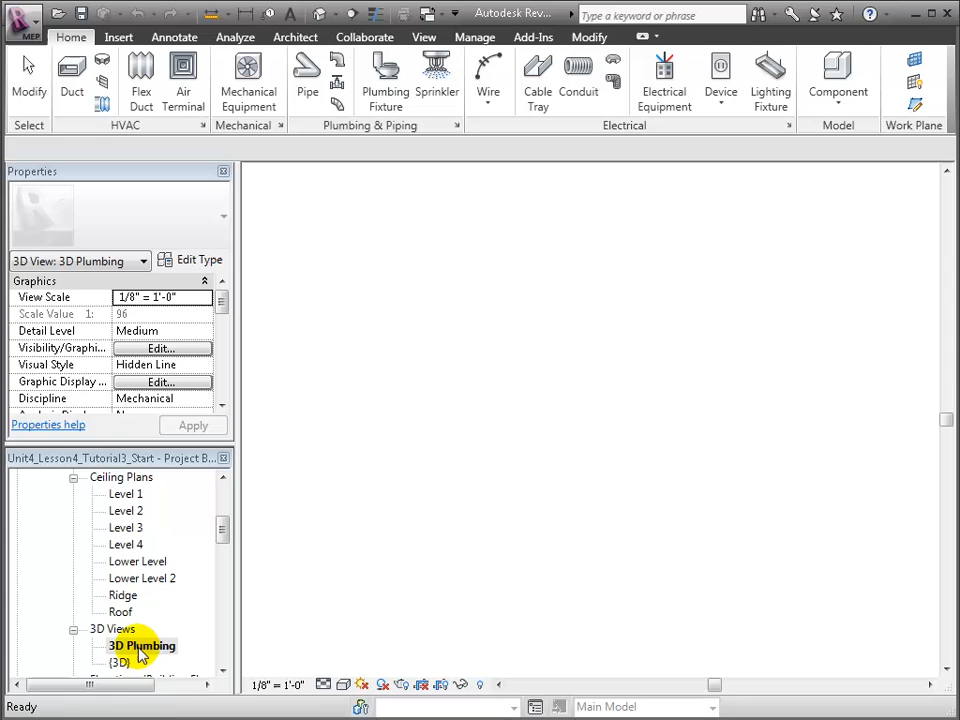 Autodesk Rev...
Type a keyword or phrase
MEP
Home Insert Annotate Analyze Architect Collaborate View Manage Add-Ins Modify
Modify Duct Flex Duct Air Terminal Mechanical Equipment Pipe Plumbing Fixture Sprinkler Wire Cable Tray Conduit Electrical Equipment Device Lighting Fixture Component
Select HVAC Mechanical Plumbing & Piping Electrical Model Work Plane
Properties
3D View: 3D Plumbing Edit Type
Graphics
View Scale 1/8" = 1'-0"
Scale Value 1: 96
Detail Level Medium
Visibility/Graphi... Edit...
Visual Style Hidden Line
Graphic Display ... Edit...
Discipline Mechanical
Properties help Apply
Unit4_Lesson4_Tutorial3_Start - Project B...
Ceiling Plans
Level 1
Level 2
Level 3
Level 4
Lower Level
Lower Level 2
Ridge
Roof
3D Views
3D Plumbing
{3D}
1/8" = 1'-0"
Ready
Main Model